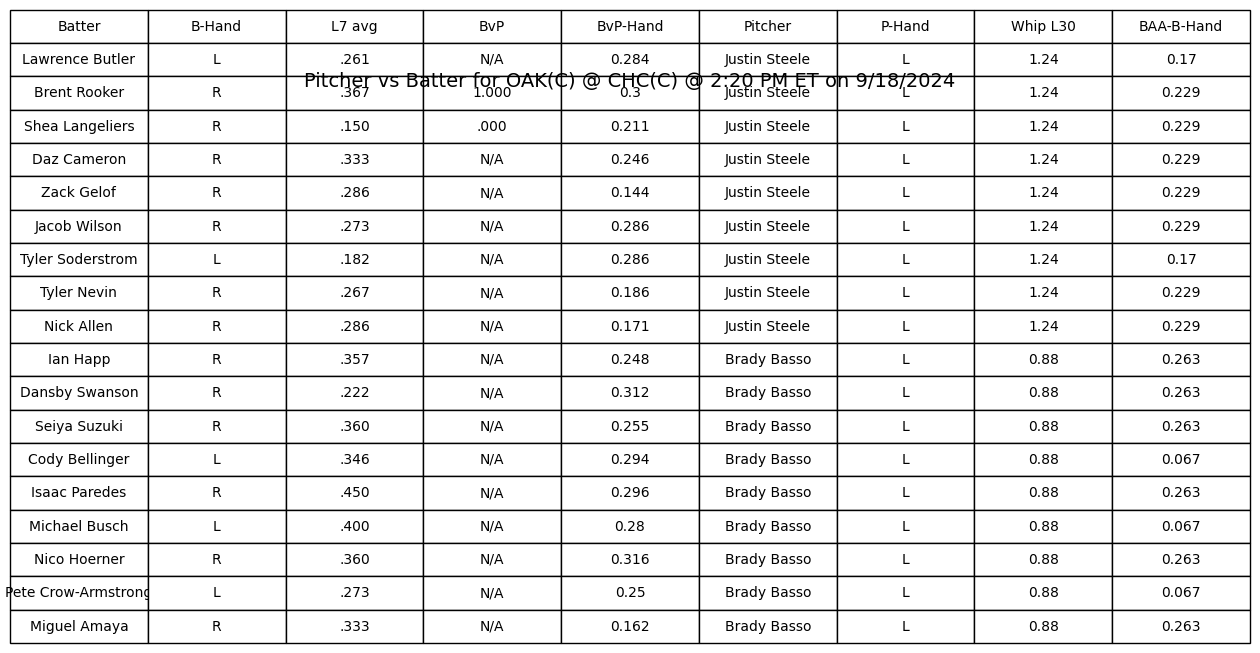 Batter B-Hand L7 avg BvP BvP-Hand Pitcher P-Hand Whip L30 BAA-B-Hand
Lawrence Butler L .261 N/A 0.284 Justin Steele L 1.24 0.17
Pitcher vs Batter for OAK(C) @ CHC(C) @ 2:20 PM ET on 9/18/2024
Brent Rooker R .367 1.000 0.3 Justin Steele L 1.24 0.229
Shea Langeliers R .150 .000 0.211 Justin Steele L 1.24 0.229
Daz Cameron R .333 N/A 0.246 Justin Steele L 1.24 0.229
Zack Gelof R .286 N/A 0.144 Justin Steele L 1.24 0.229
Jacob Wilson R .273 N/A 0.286 Justin Steele L 1.24 0.229
Tyler Soderstrom L .182 N/A 0.286 Justin Steele L 1.24 0.17
Tyler Nevin R .267 N/A 0.186 Justin Steele L 1.24 0.229
Nick Allen R .286 N/A 0.171 Justin Steele L 1.24 0.229
Ian Happ R .357 N/A 0.248 Brady Basso L 0.88 0.263
Dansby Swanson R .222 N/A 0.312 Brady Basso L 0.88 0.263
Seiya Suzuki R .360 N/A 0.255 Brady Basso L 0.88 0.263
Cody Bellinger L .346 N/A 0.294 Brady Basso L 0.88 0.067
Isaac Paredes R .450 N/A 0.296 Brady Basso L 0.88 0.263
Michael Busch L .400 N/A 0.28 Brady Basso L 0.88 0.067
Nico Hoerner R .360 N/A 0.316 Brady Basso L 0.88 0.263
Pete Crow-Armstrong L .273 N/A 0.25 Brady Basso L 0.88 0.067
Miguel Amaya R .333 N/A 0.162 Brady Basso L 0.88 0.263